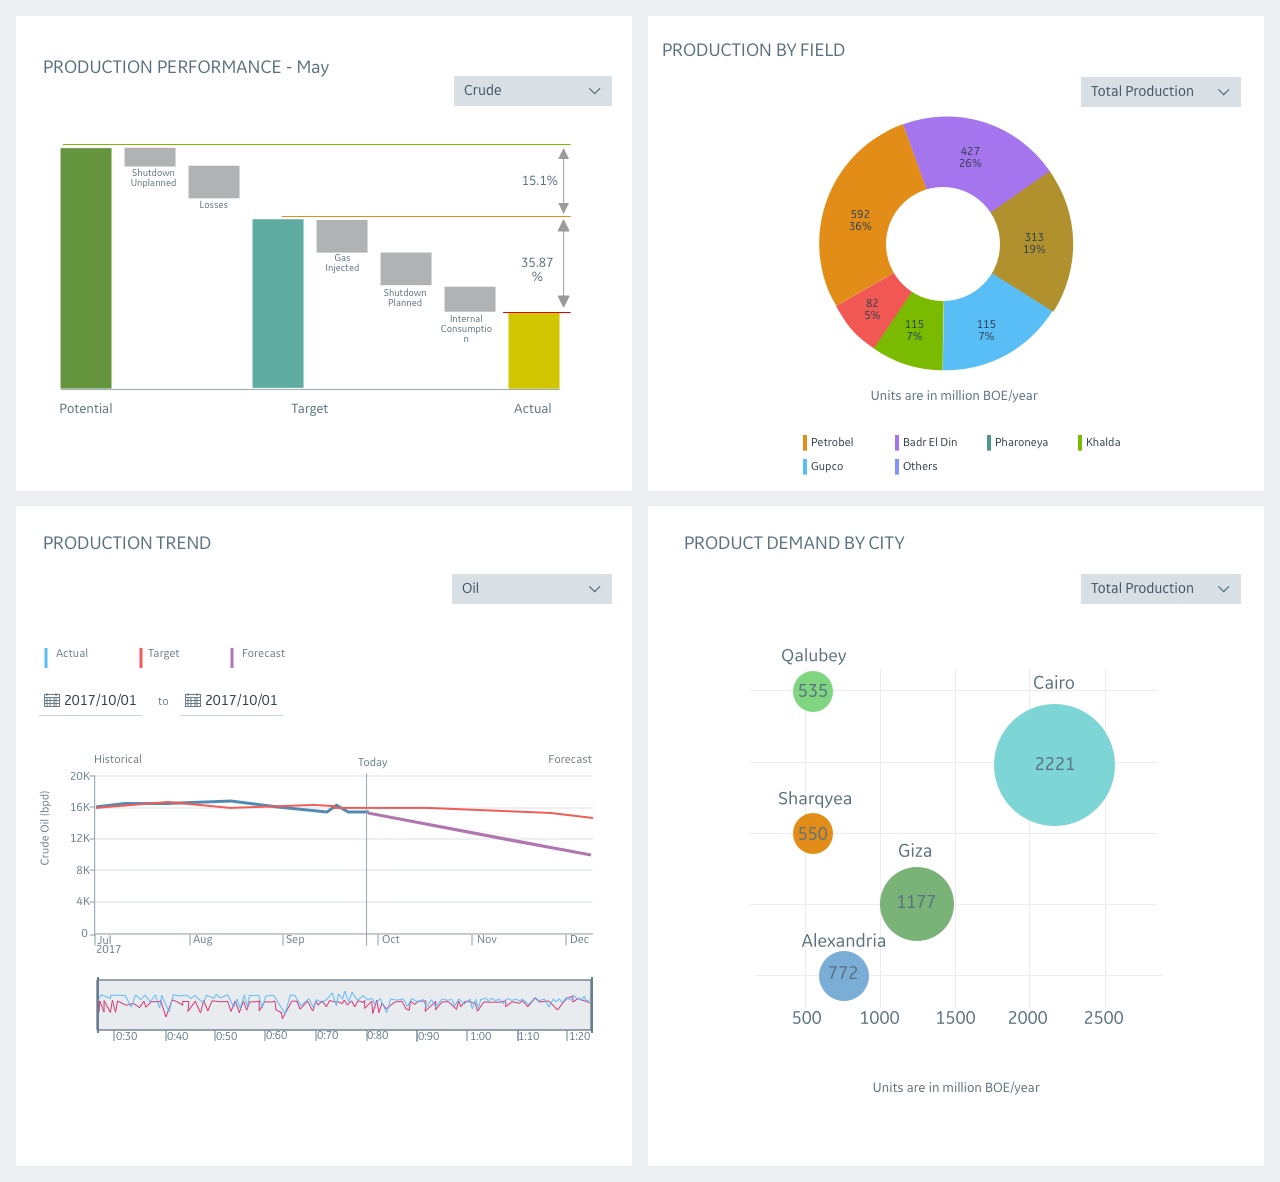 PRODUCTION PERFORMANCE - May
Crude
15.1%
Shutdown
Unplanned
Losses
35.87
%
Gas
Injected
Shutdown
Planned
Internal
Consumptio
n
Potential
Target
Actual
PRODUCTION BY FIELD
Total Production
427
26%
592
36%
313
19%
82
5%
115
7%
115
7%
Units are in million BOE/year
Petrobel
Badr El Din
Pharoneya
Khalda
Gupco
Others
PRODUCTION TREND
Oil
Actual
Target
Forecast
2017/10/01 to 2017/10/01
Historical
Today
Forecast
Crude Oil (bpd)
20K
16K
12K
8K
4K
0
Jul
2017
Aug
Sep
Oct
Nov
Dec
0:30
0:40
0:50
0:60
0:70
0:80
0:90
1:00
1:10
1:20
PRODUCT DEMAND BY CITY
Total Production
Qalubey
535
Cairo
2221
Sharqyea
550
Giza
1177
Alexandria
772
500
1000
1500
2000
2500
Units are in million BOE/year